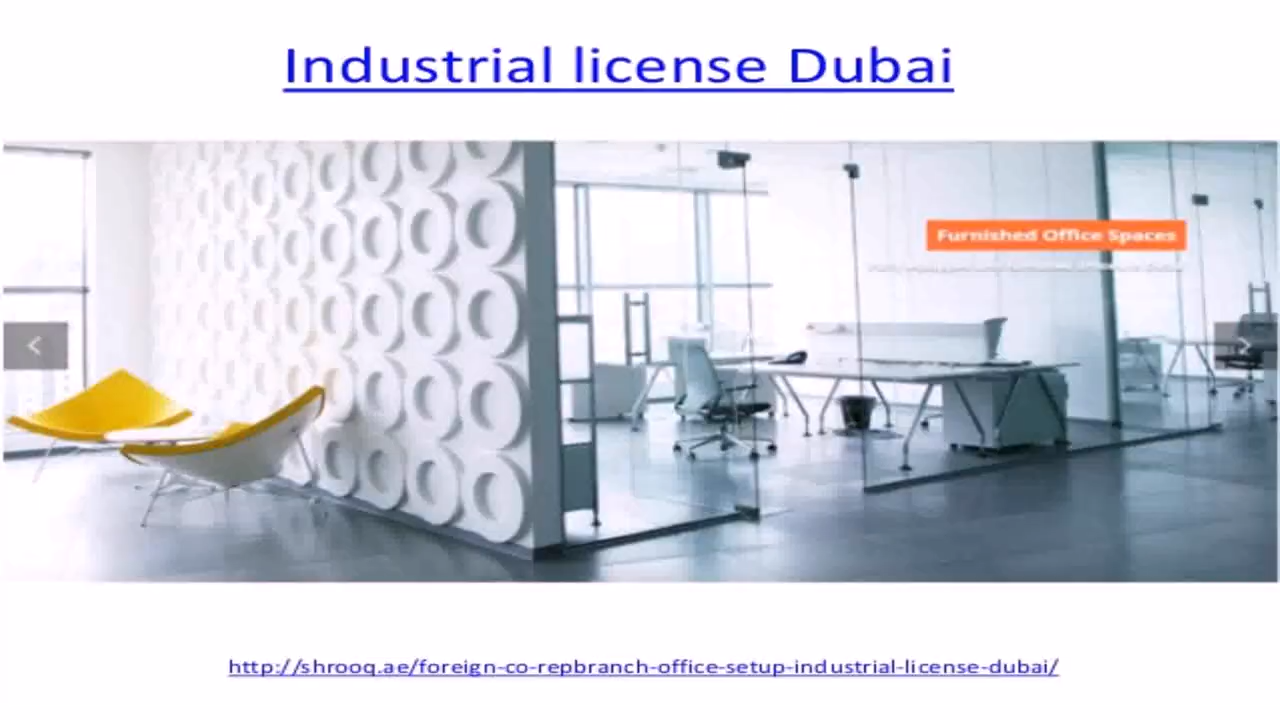 Industrial license Dubai
Furnished Office Spaces
http://shrooq.ae/foreign-co-repbranch-office-setup-industrial-license-dubai/